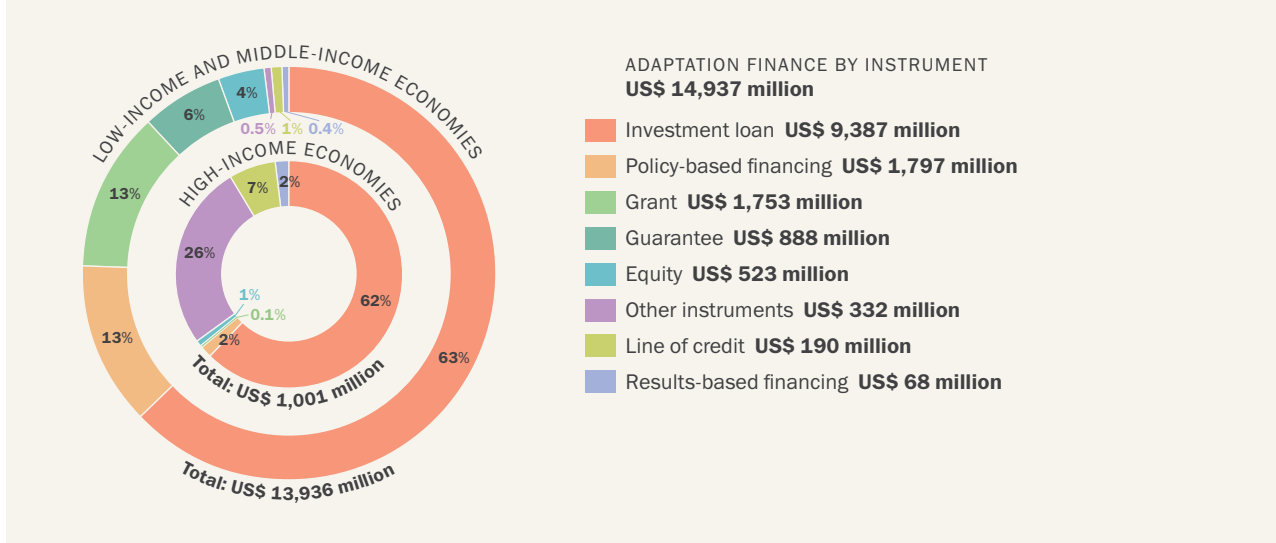 LOW-INCOME AND MIDDLE-INCOME ECONOMIES
4%
6%
0.5% 1% 0.4%
HIGH-INCOME ECONOMIES
13%
7%
2%
26%
1%
0.1%
62%
2%
13%
63%
Total: US$ 1,001 million
Total: US$ 13,936 million
ADAPTATION FINANCE BY INSTRUMENT
US$ 14,937 million
Investment loan US$ 9,387 million
Policy-based financing US$ 1,797 million
Grant US$ 1,753 million
Guarantee US$ 888 million
Equity US$ 523 million
Other instruments US$ 332 million
Line of credit US$ 190 million
Results-based financing US$ 68 million